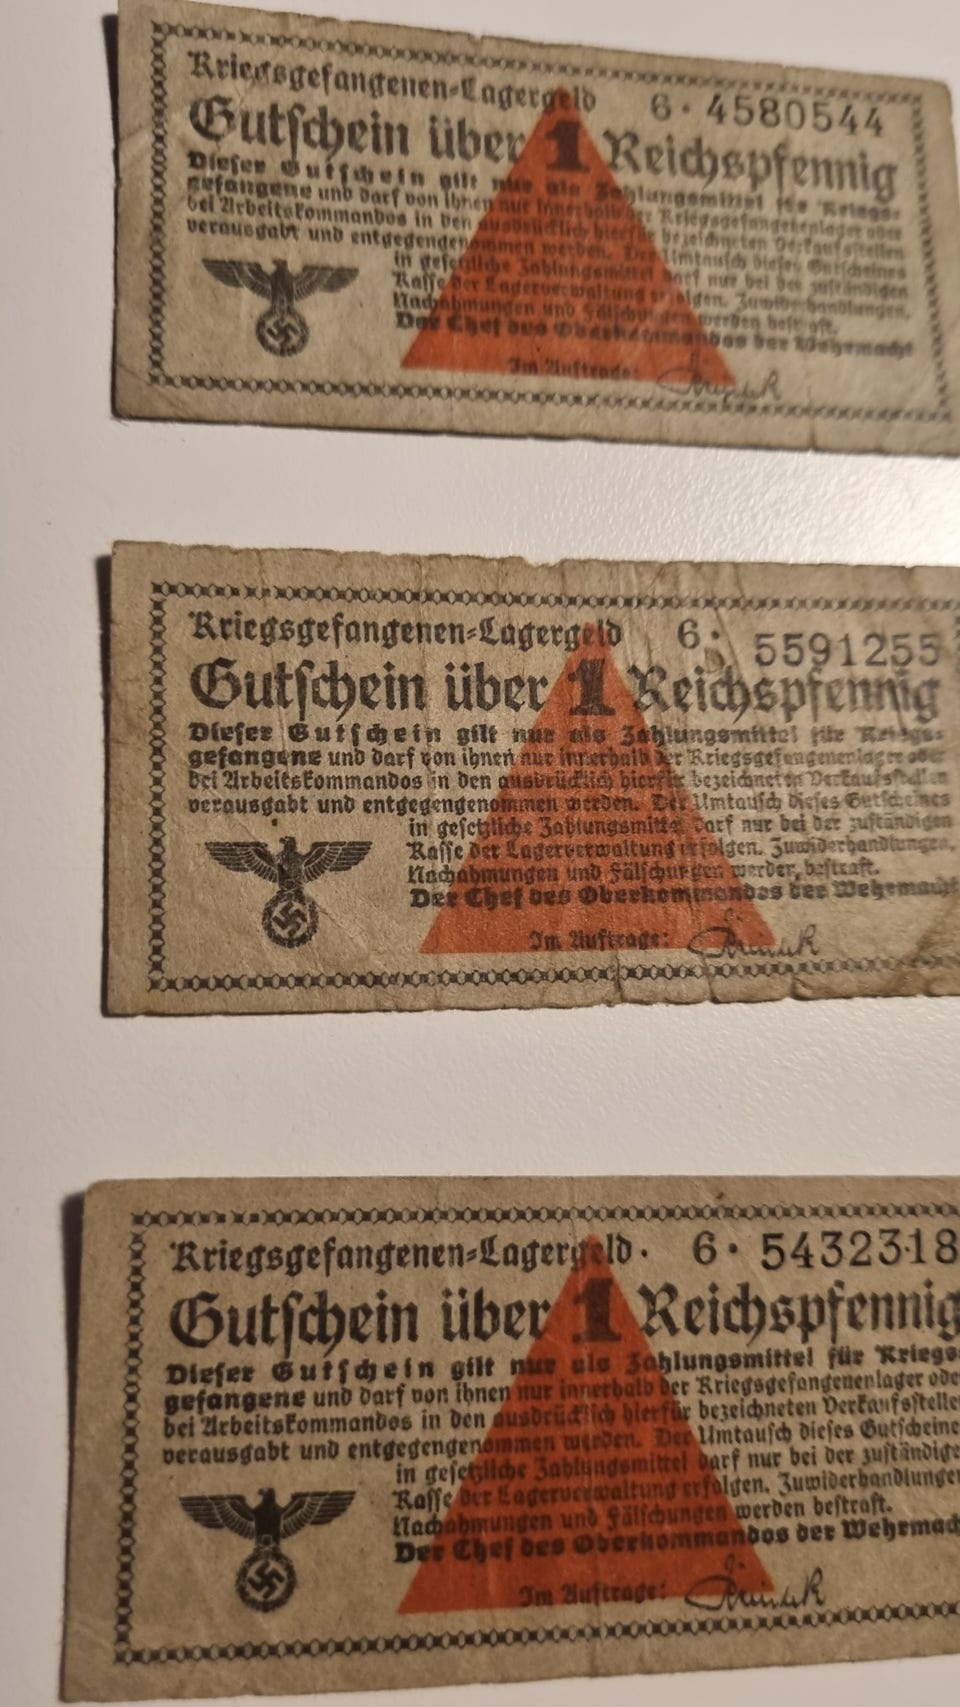 Kriegsgefangenen-Lagergeld 6 · 4580544
Gutschein über 1 Reichspfennig
Dieser Gutschein gilt nur als Zahlungsmittel für Kriegs-
gefangene und darf von ihnen nur innerhalb der Kriegsgefangenenlager oder
bei Arbeitskommandos in den ausdrücklich hierfür bezeichneten Verkaufsstellen
verausgabt und entgegengenommen werden. Der Umtausch dieses Gutscheines
in gesetzliche Zahlungsmittel darf nur bei der zuständigen
Kasse der Lagerverwaltung erfolgen. Zuwiderhandlungen,
Nachahmungen und Fälschungen werden bestraft.
Der Chef des Oberkommandos der Wehrmacht
Im Auftrage:
Kriegsgefangenen-Lagergeld 6 · 5591255
Gutschein über 1 Reichspfennig
Dieser Gutschein gilt nur als Zahlungsmittel für Kriegs-
gefangene und darf von ihnen nur innerhalb der Kriegsgefangenenlager oder
bei Arbeitskommandos in den ausdrücklich hierfür bezeichneten Verkaufsstellen
verausgabt und entgegengenommen werden. Der Umtausch dieses Gutscheines
in gesetzliche Zahlungsmittel darf nur bei der zuständigen
Kasse der Lagerverwaltung erfolgen. Zuwiderhandlungen,
Nachahmungen und Fälschungen werden bestraft.
Der Chef des Oberkommandos der Wehrmacht
Im Auftrage:
Kriegsgefangenen-Lagergeld · 6 · 5432318
Gutschein über 1 Reichspfennig
Dieser Gutschein gilt nur als Zahlungsmittel für Kriegs-
gefangene und darf von ihnen nur innerhalb der Kriegsgefangenenlager ode
bei Arbeitskommandos in den ausdrücklich hierfür bezeichneten Verkaufsstelle
verausgabt und entgegengenommen werden. Der Umtausch dieses Gutscheine
in gesetzliche Zahlungsmittel darf nur bei der zuständige
Kasse der Lagerverwaltung erfolgen. Zuwiderhandlunge
Nachahmungen und Fälschungen werden bestraft.
Der Chef des Oberkommandos der Wehrmach
Im Auftrage: